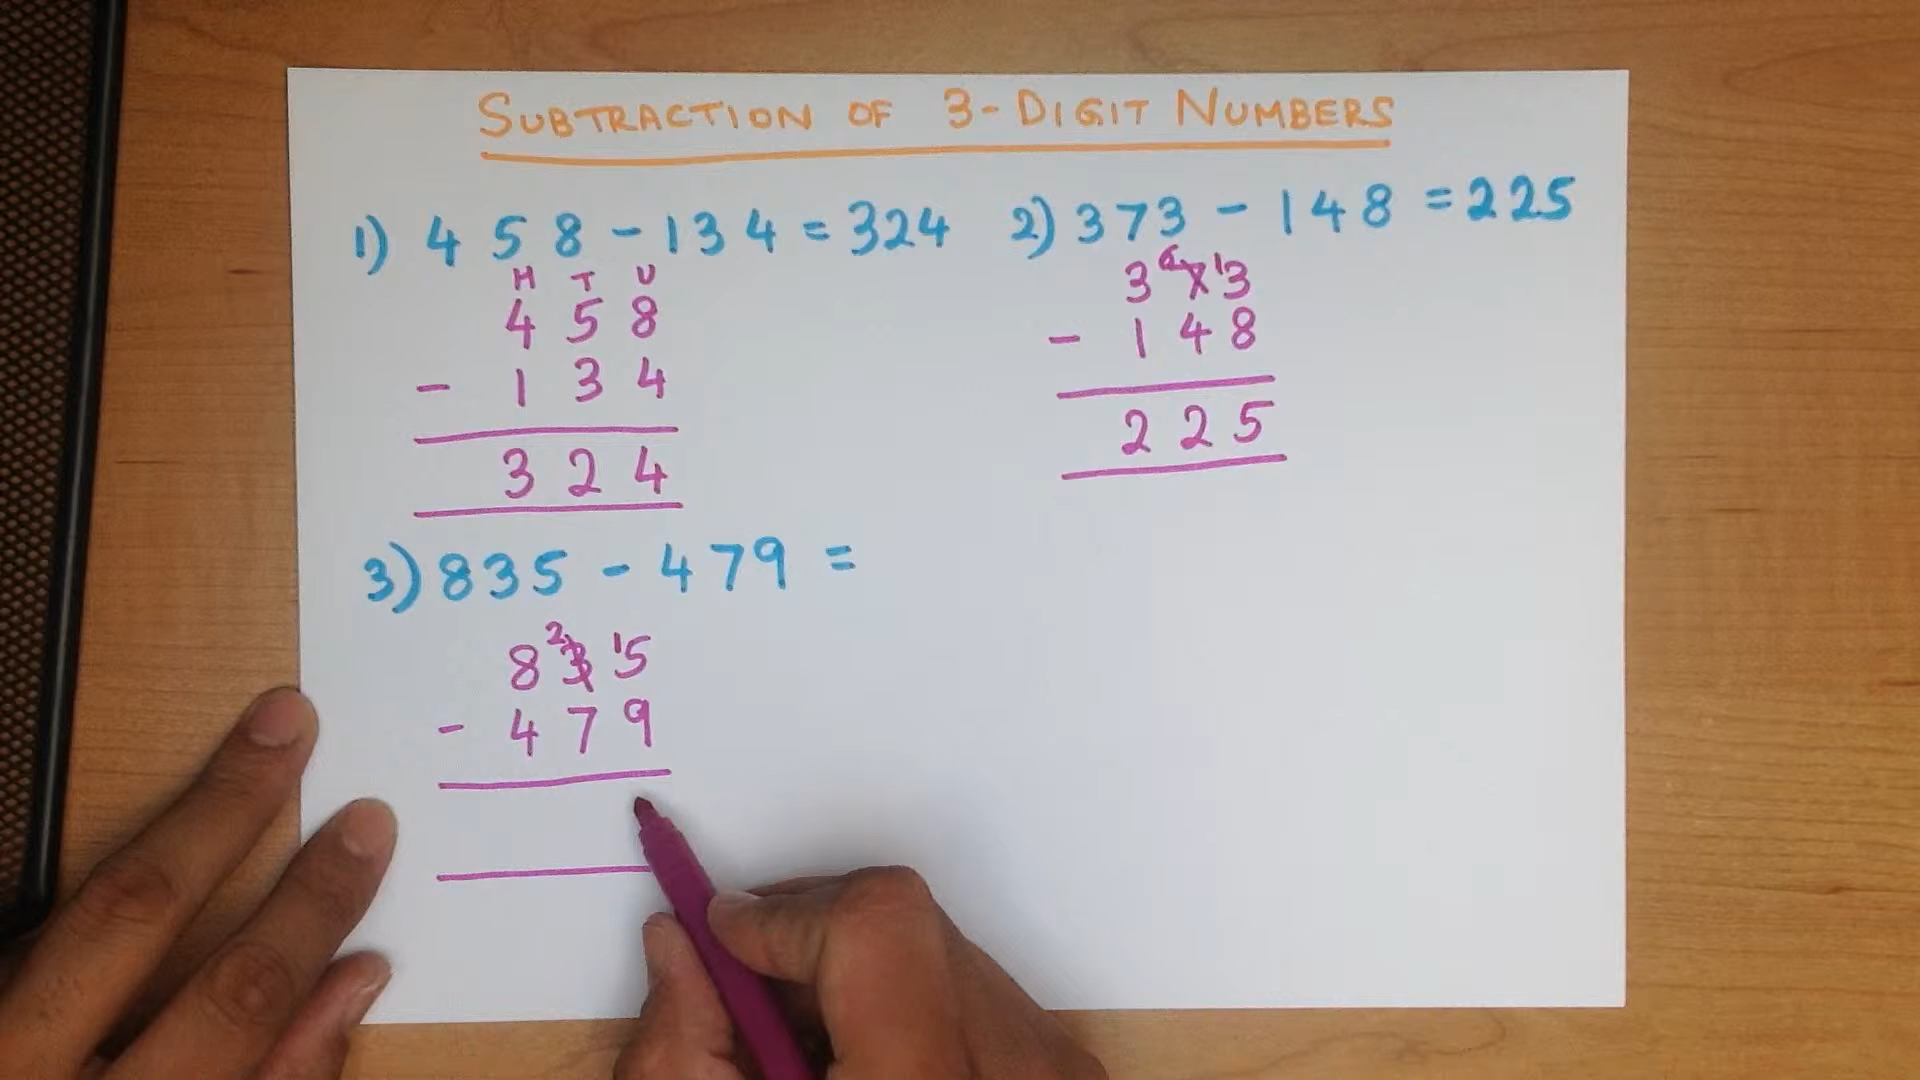 SUBTRACTION OF 3-DIGIT NUMBERS
1) 458 - 134 = 324
H T U
4 5 8
- 1 3 4
3 2 4
2) 373 - 148 = 225
3 6 7 13
- 1 4 8
2 2 5
3) 835 - 479 =
8 2 3 15
- 4 7 9